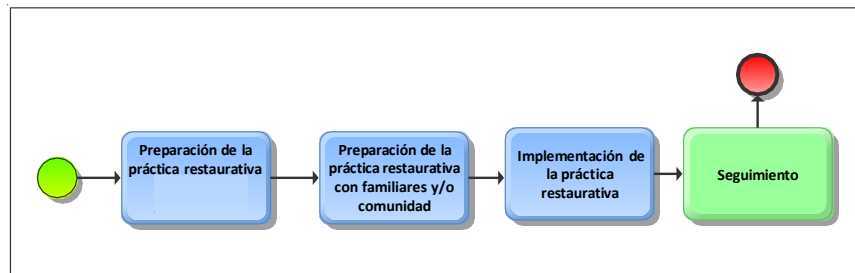 Preparación de la
práctica restaurativa
Preparación de la
práctica restaurativa
con familiares y/o
comunidad
Implementación de
la práctica
restaurativa
Seguimiento